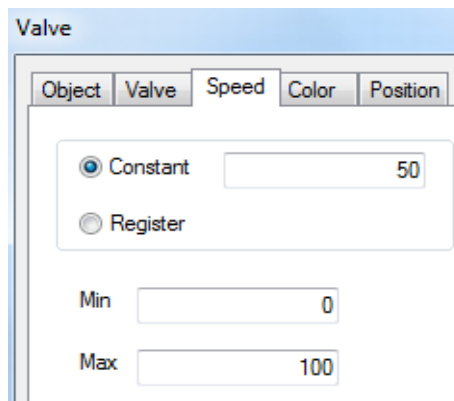 Valve
Object Valve Speed Color Position
Constant 50
Register
Min 0
Max 100